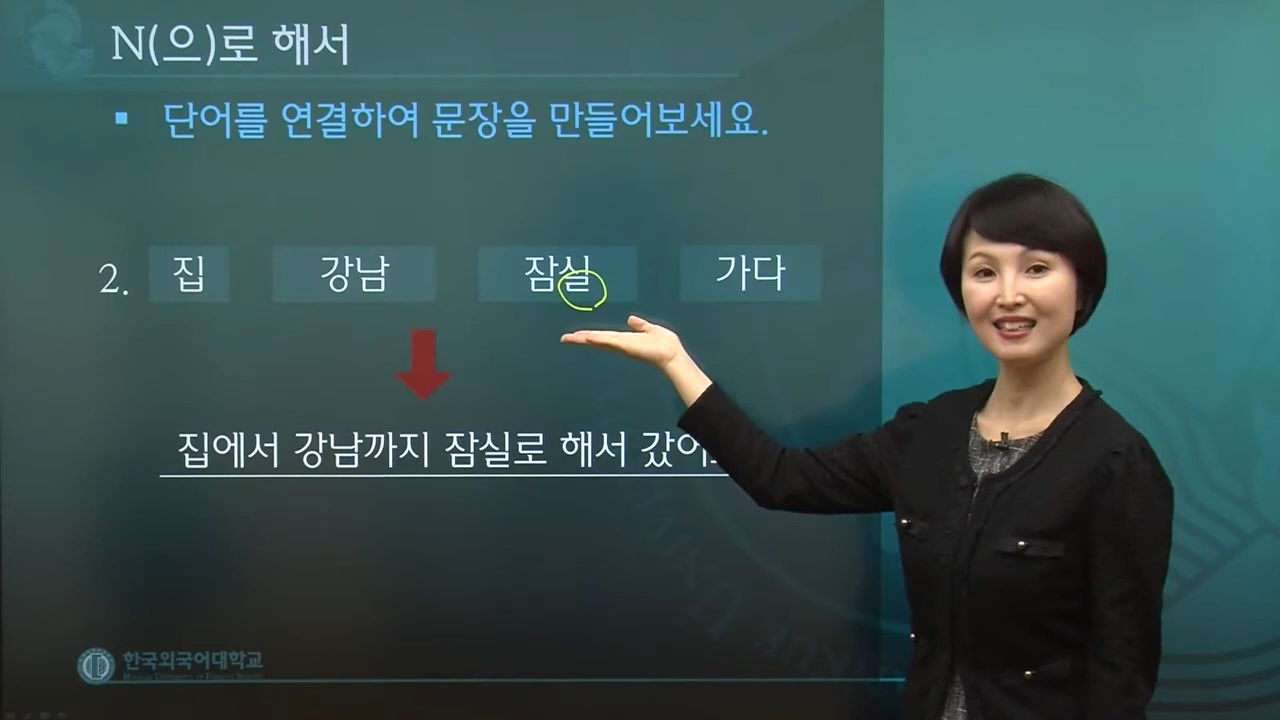 N(으)로 해서
▪ 단어를 연결하여 문장을 만들어보세요.
2. 집 강남 잠실 가다
집에서 강남까지 잠실로 해서
한국외국어대학교